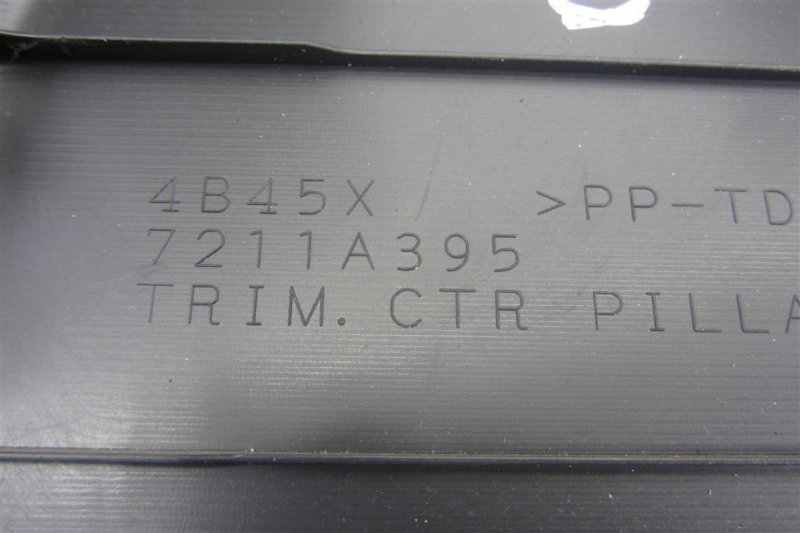 4B45X >PP-TD
7211A395
TRIM. CTR PILLA